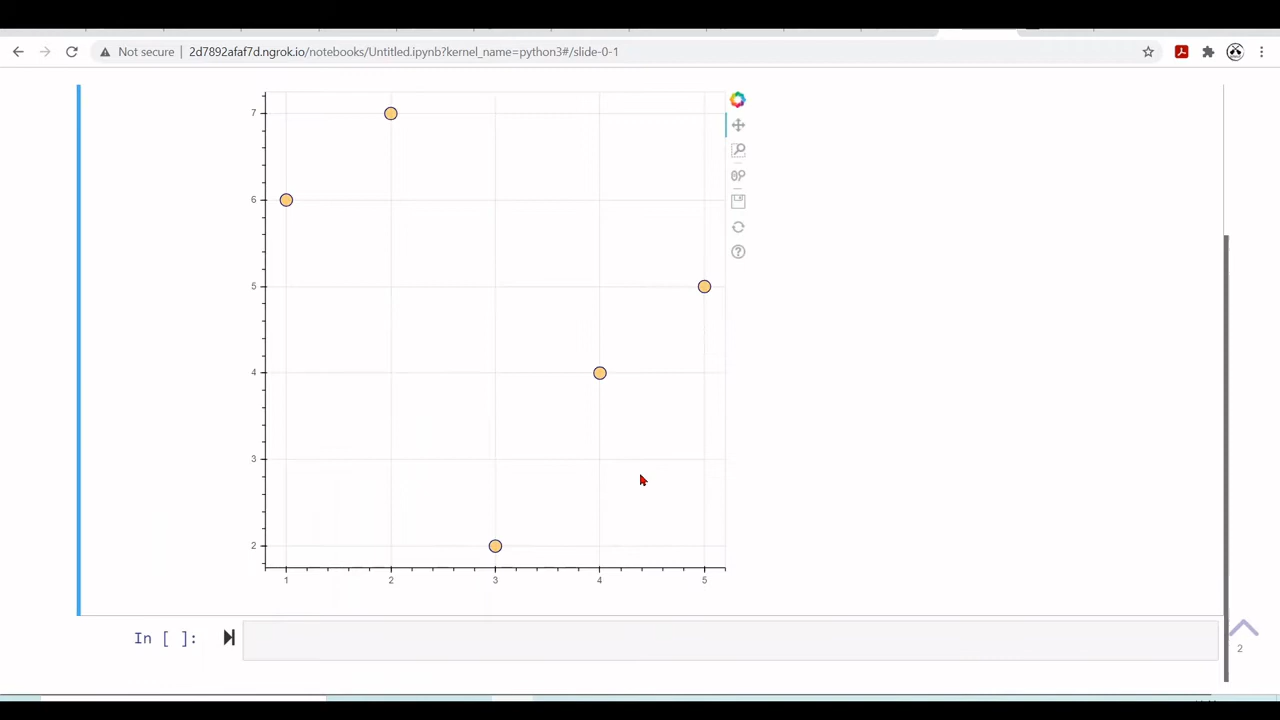 Not secure | 2d7892afaf7d.ngrok.io/notebooks/Untitled.ipynb?kernel_name=python3#/slide-0-1
7
6
5
4
3
2
1 2 3 4 5
In [ ]:
2